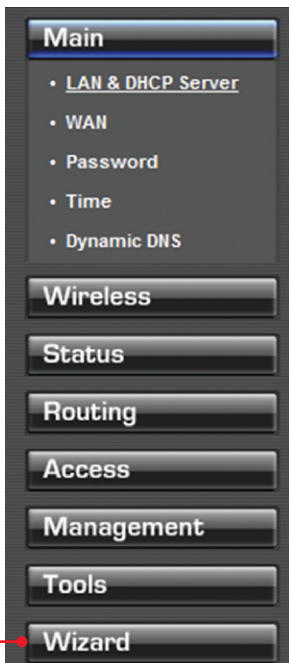 Main
• LAN & DHCP Server
• WAN
• Password
• Time
• Dynamic DNS
Wireless
Status
Routing
Access
Management
Tools
Wizard